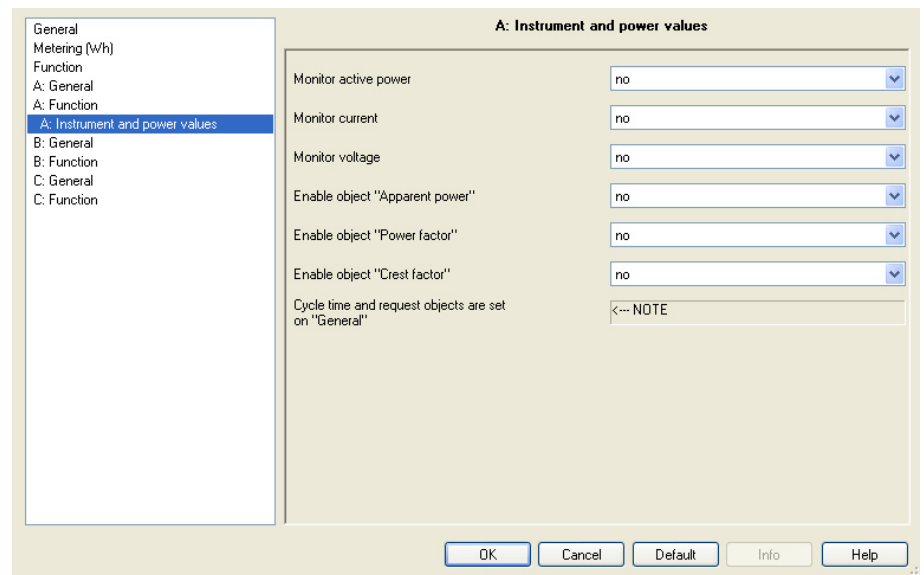 General
Metering (Wh)
Function
A: General
A: Function
A: Instrument and power values
B: General
B: Function
C: General
C: Function
A: Instrument and power values
Monitor active power
no
Monitor current
no
Monitor voltage
no
Enable object "Apparent power"
no
Enable object "Power factor"
no
Enable object "Crest factor"
no
Cycle time and request objects are set
on "General"
<--- NOTE
OK
Cancel
Default
Info
Help